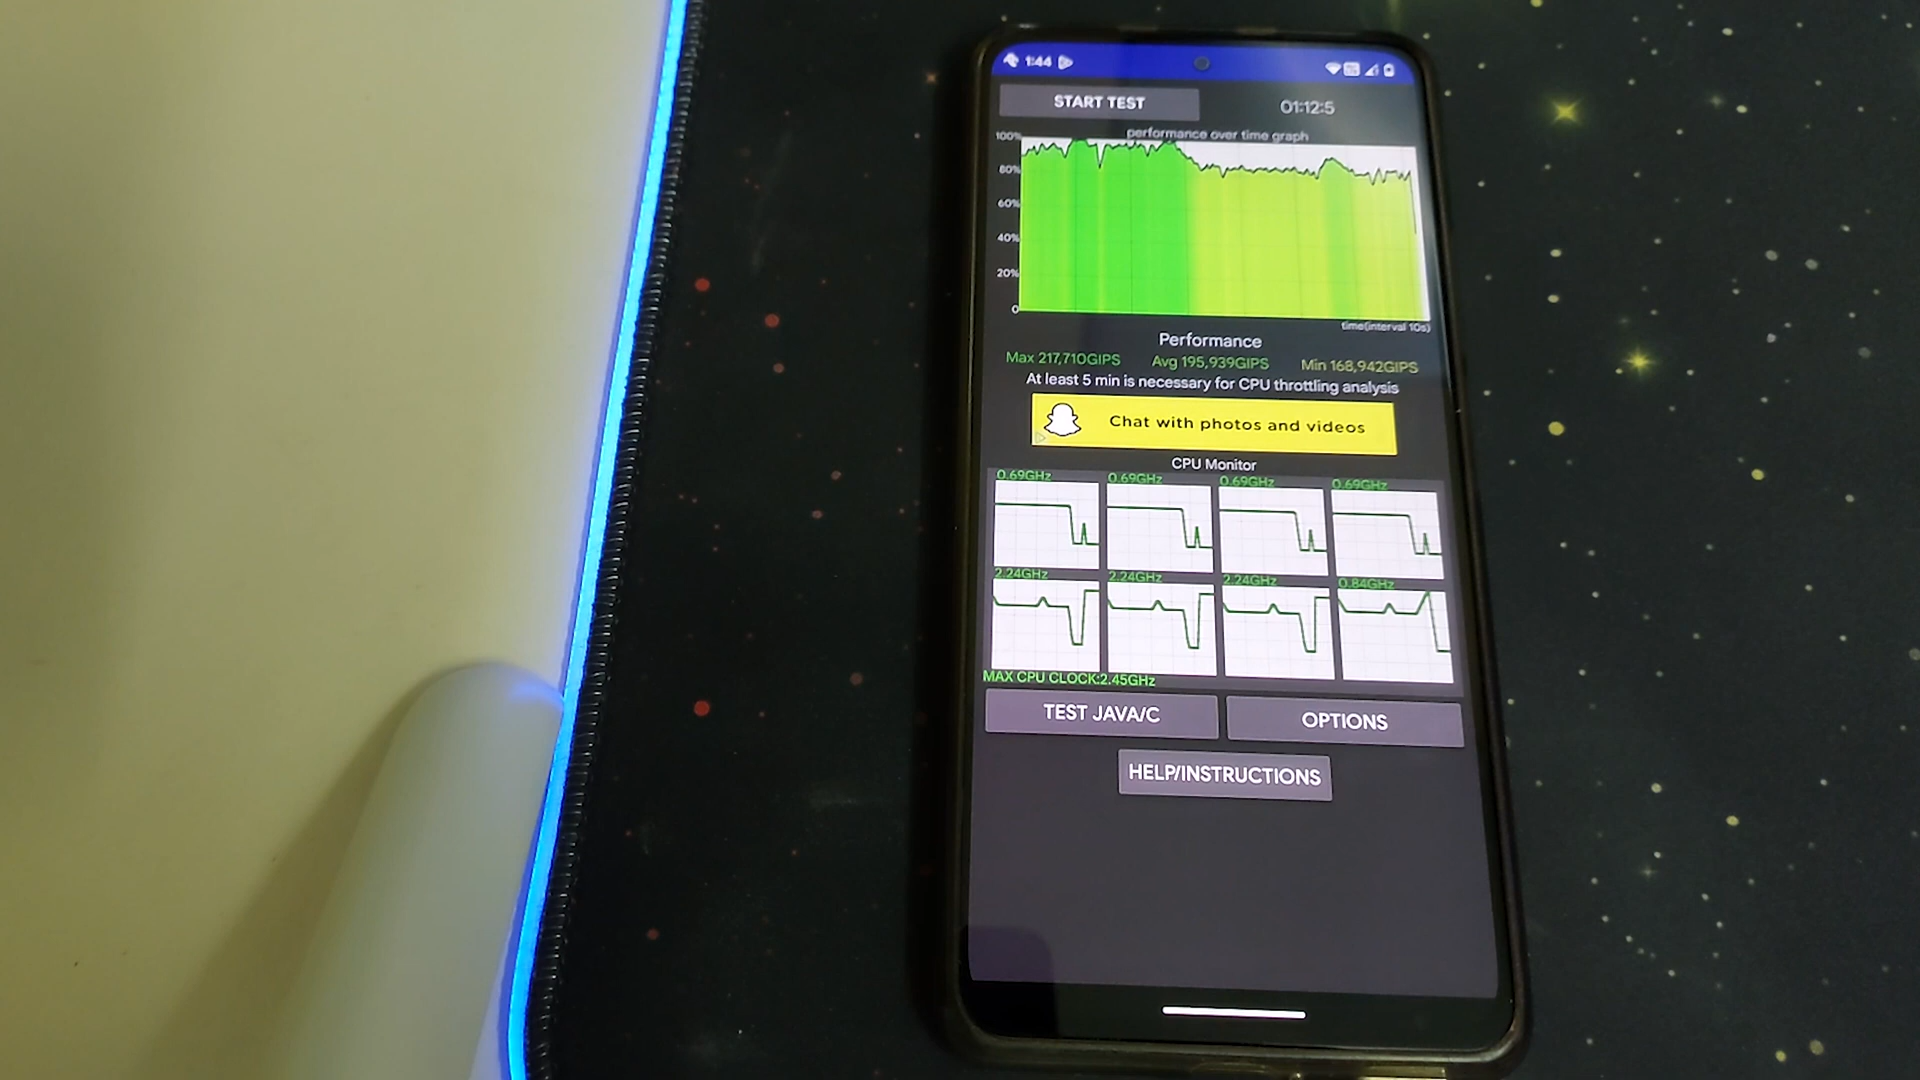 1:44
START TEST 01:12:5
performance over time graph
100%
80%
60%
40%
20%
0
time(interval 10s)
Performance
Max 217,710GIPS Avg 195,939GIPS Min 168,942GIPS
At least 5 min is necessary for CPU throttling analysis
Chat with photos and videos
CPU Monitor
0.69GHz 0.69GHz 0.69GHz 0.69GHz
2.24GHz 2.24GHz 2.24GHz 0.84GHz
MAX CPU CLOCK:2.45GHz
TEST JAVA/C OPTIONS
HELP/INSTRUCTIONS